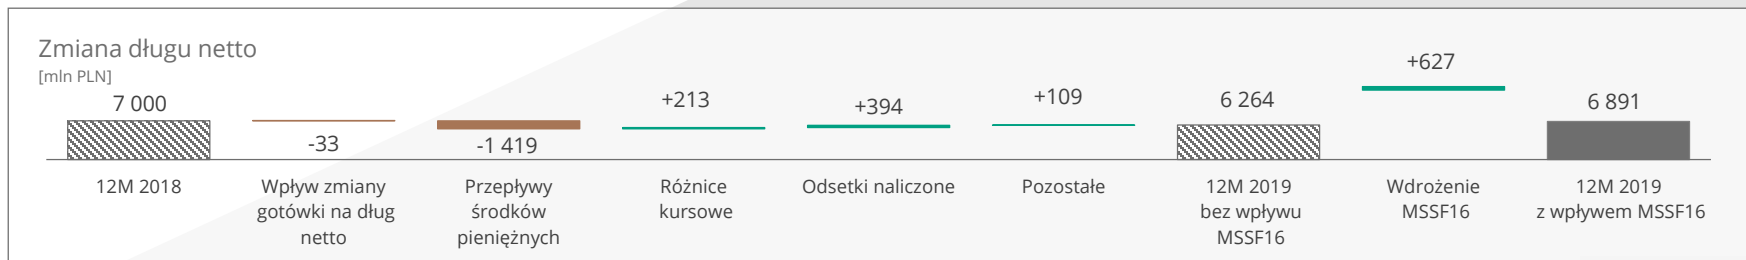 Zmiana długu netto
[mln PLN]
7 000
-33
-1 419
+213
+394
+109
6 264
+627
6 891
12M 2018
Wpływ zmiany
gotówki na dług
netto
Przepływy
środków
pieniężnych
Różnice
kursowe
Odsetki naliczone
Pozostałe
12M 2019
bez wpływu
MSSF16
Wdrożenie
MSSF16
12M 2019
z wpływem MSSF16